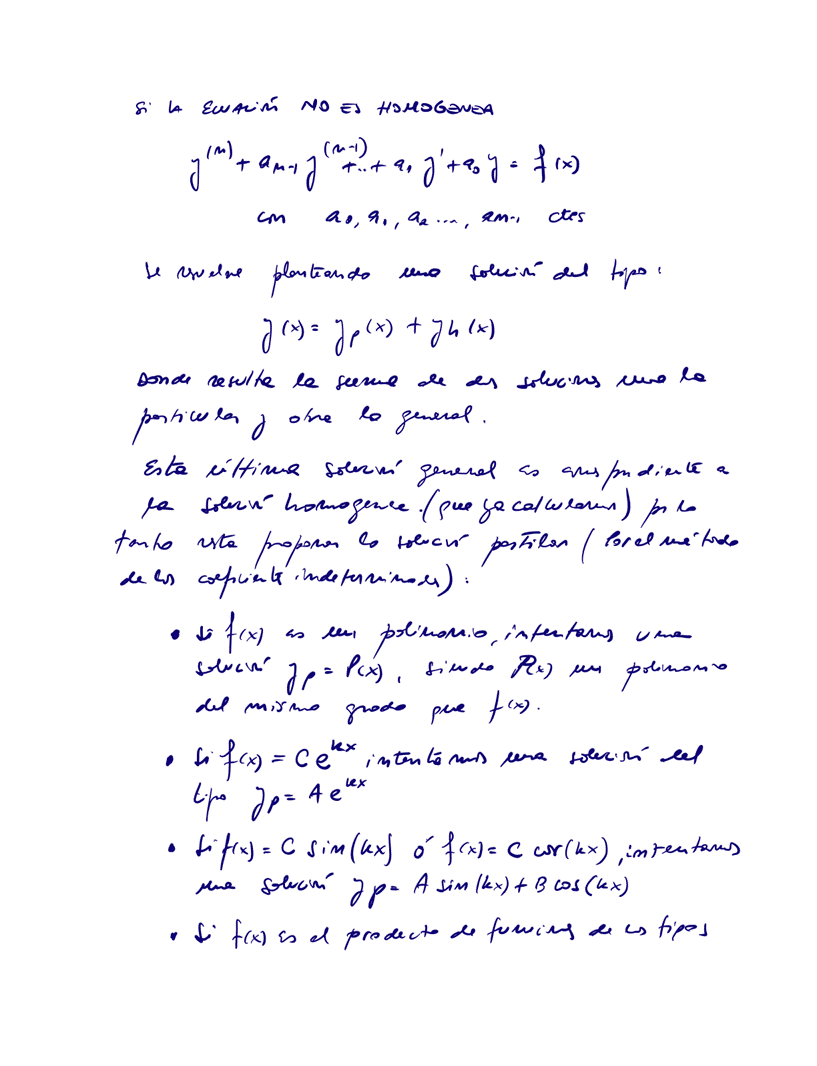 Si LA ECUACIÓN NO ES HOMOGENEA
y^(n) + a_{n-1} y^(n-1) + ... + a_1 y' + a_0 y = f(x)
con a_0, a_1, a_2 ..., a_{n-1} ctes
Se resuelve planteando una solución del tipo:
y(x) = y_p(x) + y_h(x)
Donde resulta la suma de dos soluciones una la
particular y otra la general.
Esta última solución general es correspondiente a
la solución homogenea (que ya calculamos) por lo
tanto resta proponer la solución particular (Por el método
de los coeficientes indeterminados):
• Si f(x) es un polinomio, intentamos una
solución y_p = P(x), siendo P(x) un polinomio
del mismo grado que f(x).
• Si f(x) = C e^{kx} intentamos una solución del
tipo y_p = A e^{kx}
• Si f(x) = C sin(kx) ó f(x) = C cos(kx), intentamos
una solución y_p = A sin(kx) + B cos(kx)
• Si f(x) es el producto de funciones de los tipos